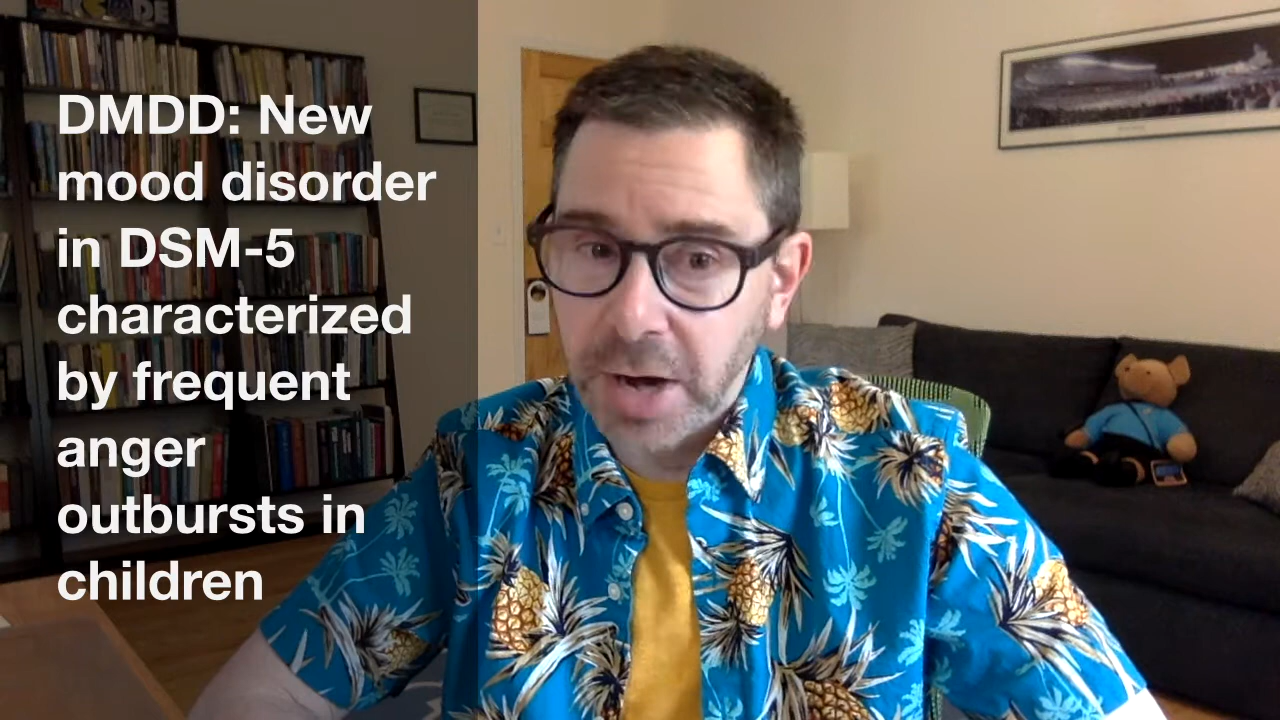 DMDD: New
mood disorder
in DSM-5
characterized
by frequent
anger
outbursts in
children